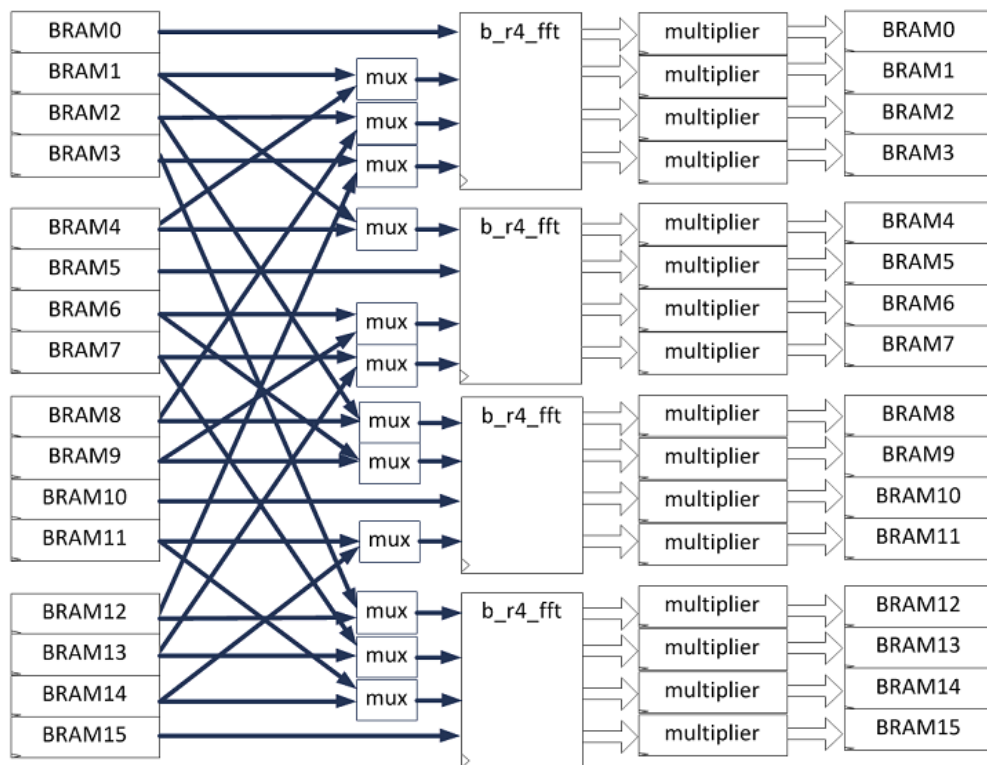 BRAM0
BRAM1
BRAM2
BRAM3
mux
mux
mux
b_r4_fft
multiplier
multiplier
multiplier
multiplier
BRAM0
BRAM1
BRAM2
BRAM3
BRAM4
BRAM5
BRAM6
BRAM7
mux
mux
mux
b_r4_fft
multiplier
multiplier
multiplier
multiplier
BRAM4
BRAM5
BRAM6
BRAM7
BRAM8
BRAM9
BRAM10
BRAM11
mux
mux
mux
b_r4_fft
multiplier
multiplier
multiplier
multiplier
BRAM8
BRAM9
BRAM10
BRAM11
BRAM12
BRAM13
BRAM14
BRAM15
mux
mux
mux
b_r4_fft
multiplier
multiplier
multiplier
multiplier
BRAM12
BRAM13
BRAM14
BRAM15